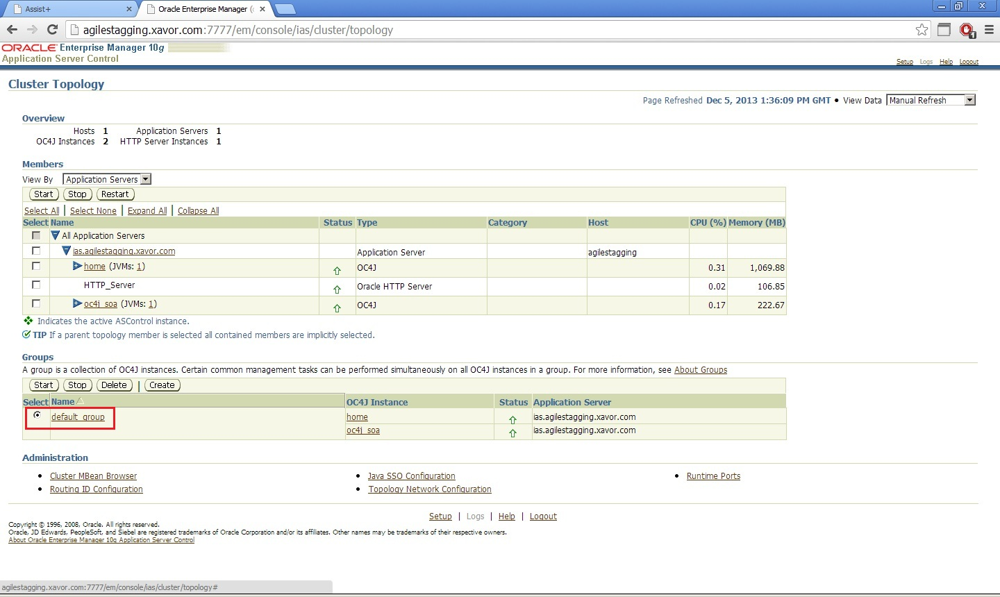 Assist+
Oracle Enterprise Manager (
agilestagging.xavor.com:7777/em/console/ias/cluster/topology
1
ORACLE Enterprise Manager 10g
Application Server Control
Setup Logs Help Logout
Cluster Topology
Page Refreshed Dec 5, 2013 1:36:09 PM GMT • View Data Manual Refresh
Overview
Hosts 1 Application Servers 1
OC4J Instances 2 HTTP Server Instances 1
Members
View By Application Servers
Start Stop Restart
Select All | Select None | Expand All | Collapse All
Select Name Status Type Category Host CPU (%) Memory (MB)
All Application Servers
ias.agilestagging.xavor.com Application Server agilestagging
home (JVMs: 1) OC4J 0.31 1,069.88
HTTP_Server Oracle HTTP Server 0.02 106.85
oc4j_soa (JVMs: 1) OC4J 0.17 222.67
Indicates the active ASControl instance.
TIP If a parent topology member is selected all contained members are implicitly selected.
Groups
A group is a collection of OC4J instances. Certain common management tasks can be performed simultaneously on all OC4J instances in a group. For more information, see About Groups
Start Stop Delete | Create
Select Name OC4J Instance Status Application Server
default_group home ias.agilestagging.xavor.com
oc4j_soa ias.agilestagging.xavor.com
Administration
• Cluster MBean Browser • Java SSO Configuration • Runtime Ports
• Routing ID Configuration • Topology Network Configuration
Setup | Logs | Help | Logout
Copyright © 1996, 2008, Oracle. All rights reserved.
Oracle, JD Edwards, PeopleSoft, and Siebel are registered trademarks of Oracle Corporation and/or its affiliates. Other names may be trademarks of their respective owners.
About Oracle Enterprise Manager 10g Application Server Control
agilestagging.xavor.com:7777/em/console/ias/cluster/topology#